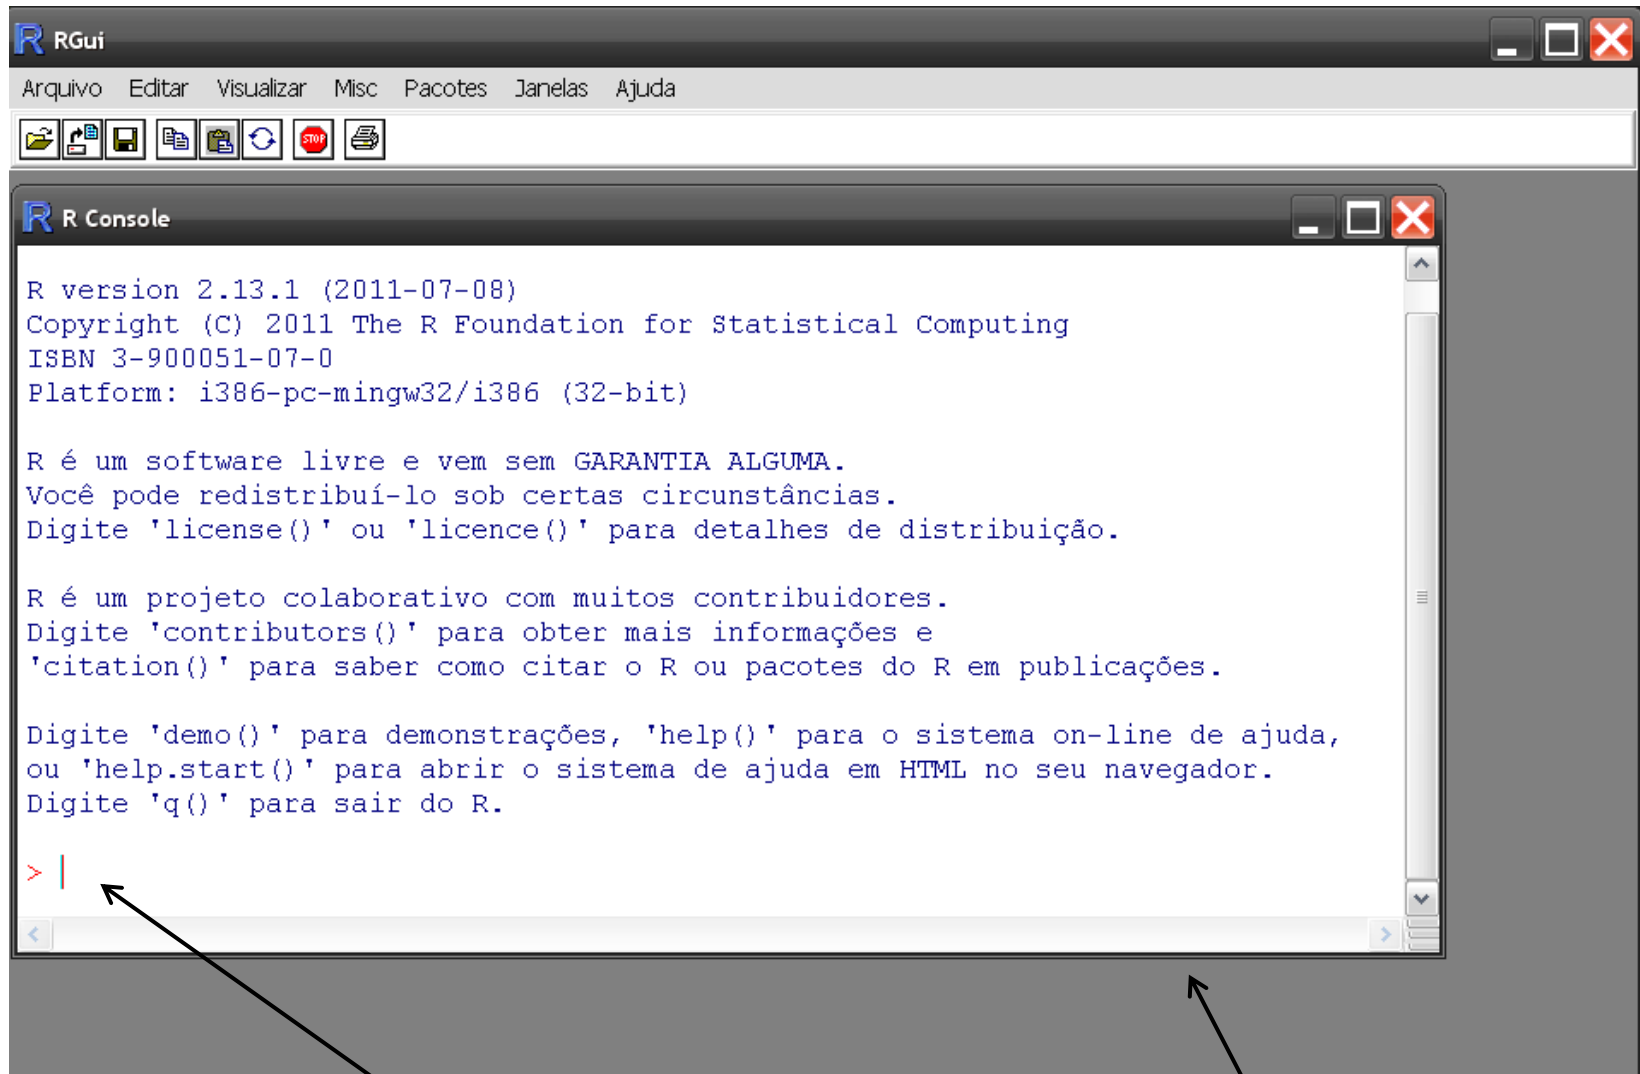 RGui
Arquivo Editar Visualizar Misc Pacotes Janelas Ajuda
STOP
R Console
R version 2.13.1 (2011-07-08)
Copyright (C) 2011 The R Foundation for Statistical Computing
ISBN 3-900051-07-0
Platform: i386-pc-mingw32/i386 (32-bit)
R é um software livre e vem sem GARANTIA ALGUMA.
Você pode redistribuí-lo sob certas circunstâncias.
Digite 'license()' ou 'licence()' para detalhes de distribuição.
R é um projeto colaborativo com muitos contribuidores.
Digite 'contributors()' para obter mais informações e
'citation()' para saber como citar o R ou pacotes do R em publicações.
Digite 'demo()' para demonstrações, 'help()' para o sistema on-line de ajuda,
ou 'help.start()' para abrir o sistema de ajuda em HTML no seu navegador.
Digite 'q()' para sair do R.
>